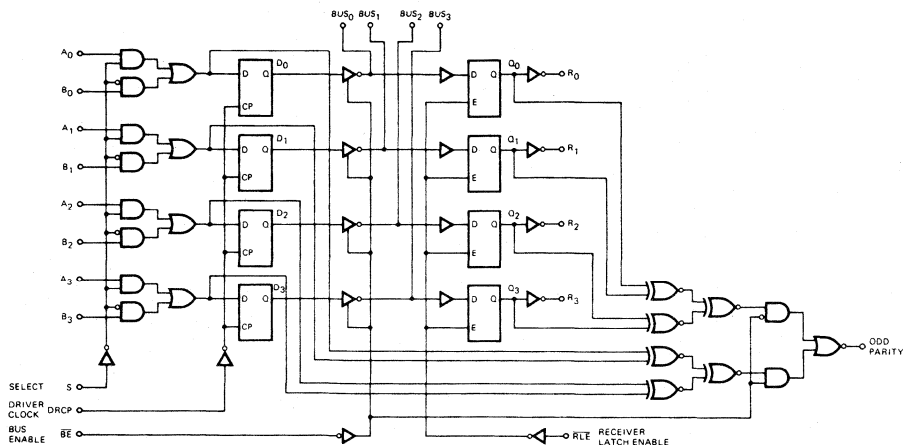 BUS0 BUS1 BUS2 BUS3
A0
B0
D Q D0
CP
D Q Q0
E
R0
A1
B1
D Q D1
CP
D Q Q1
E
R1
A2
B2
D Q D2
CP
D Q Q2
E
R2
A3
B3
D Q D3
CP
D Q Q3
E
R3
ODD
PARITY
SELECT S
DRIVER
CLOCK DRCP
BUS
ENABLE B̅E̅
R̅L̅E̅ RECEIVER
LATCH ENABLE